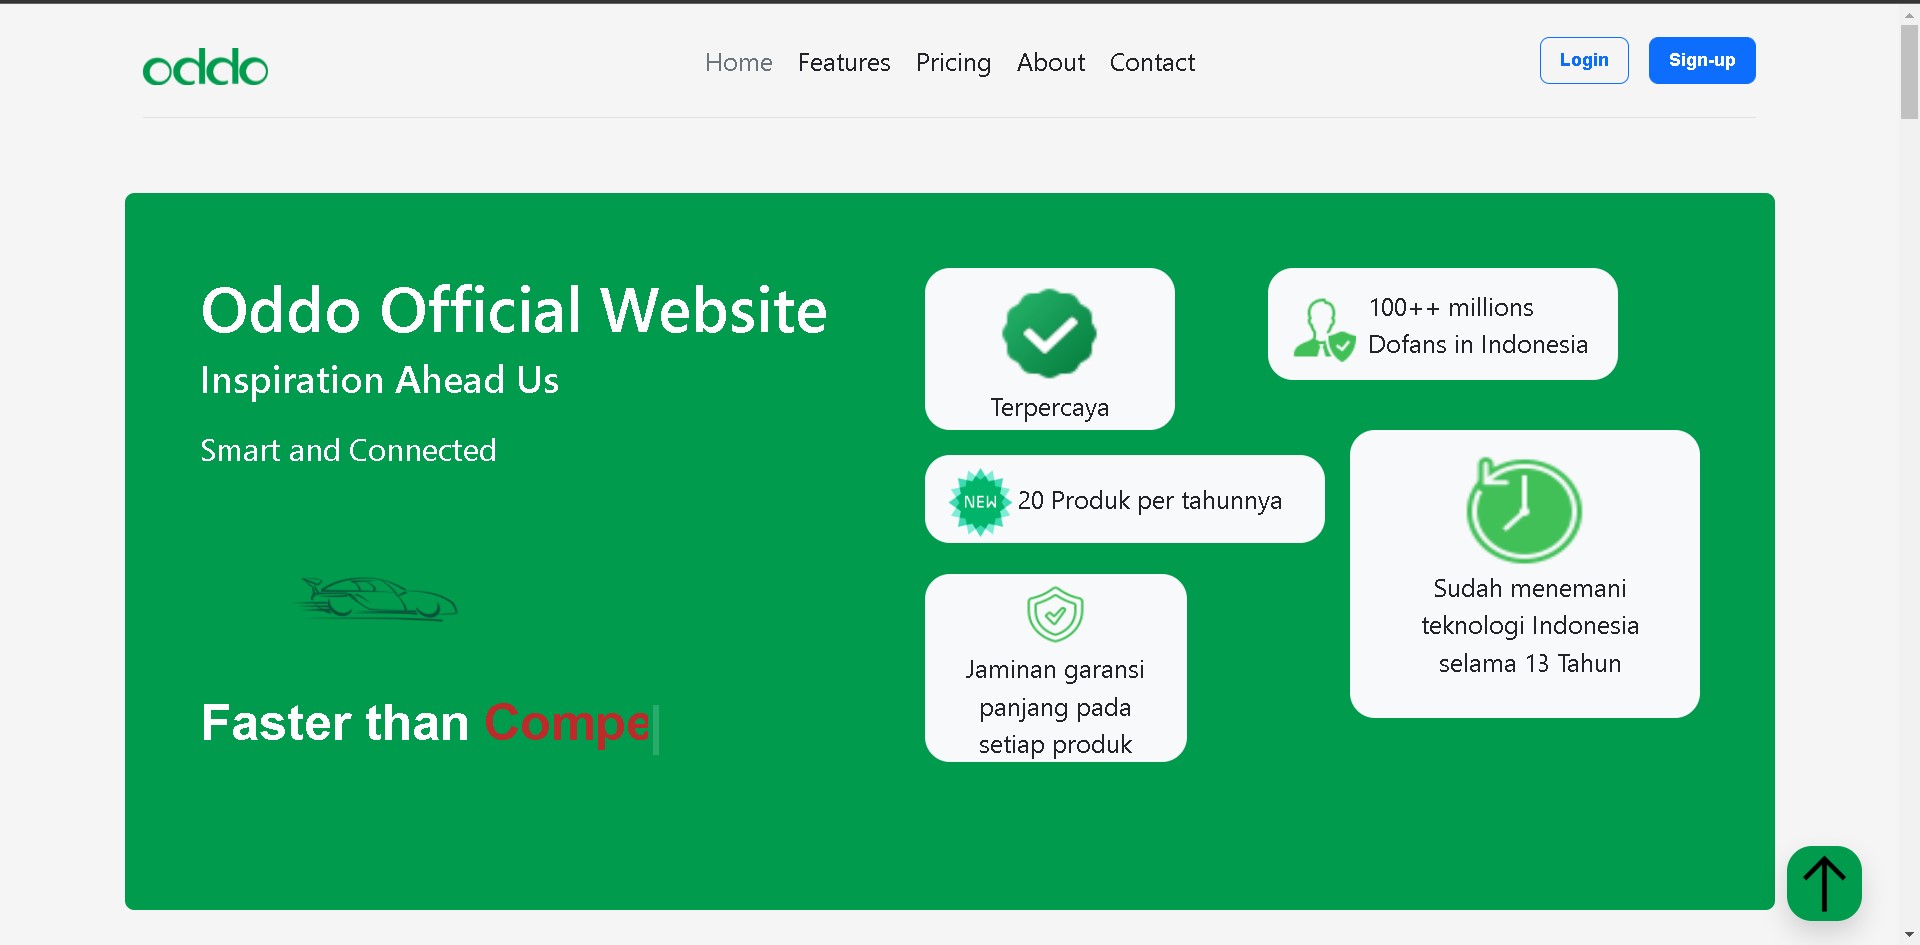 oddo
Home Features Pricing About Contact
Login
Sign-up
Oddo Official Website
Inspiration Ahead Us
Smart and Connected
Faster than Compe
Terpercaya
100++ millions
Dofans in Indonesia
NEW
20 Produk per tahunnya
Sudah menemani
teknologi Indonesia
selama 13 Tahun
Jaminan garansi
panjang pada
setiap produk